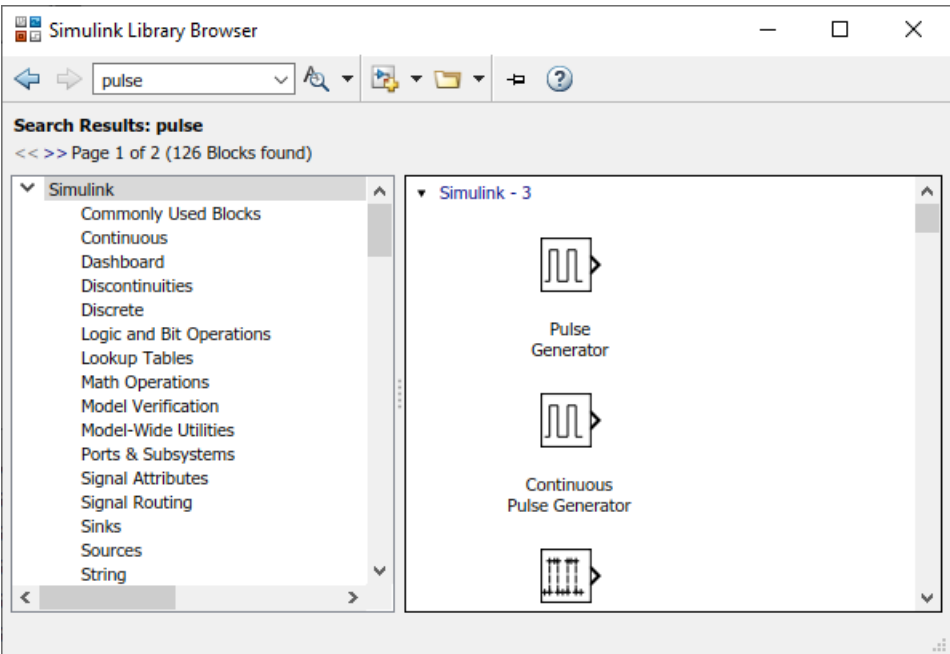 Simulink Library Browser
pulse
Search Results: pulse
<< >> Page 1 of 2 (126 Blocks found)
Simulink
Commonly Used Blocks
Continuous
Dashboard
Discontinuities
Discrete
Logic and Bit Operations
Lookup Tables
Math Operations
Model Verification
Model-Wide Utilities
Ports & Subsystems
Signal Attributes
Signal Routing
Sinks
Sources
String
Simulink - 3
Pulse
Generator
Continuous
Pulse Generator